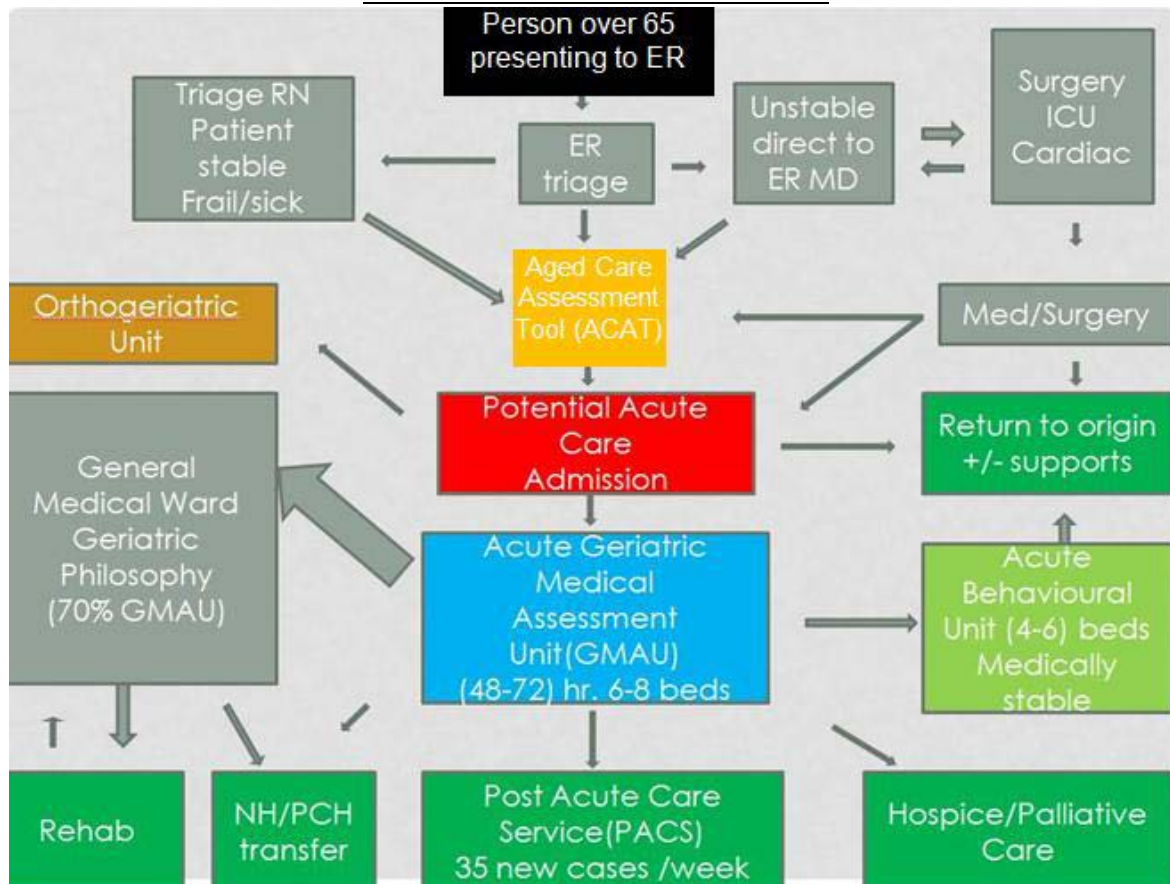 Person over 65
presenting to ER
Triage RN
Patient
stable
Frail/sick
ER
triage
Unstable
direct to
ER MD
Surgery
ICU
Cardiac
Aged Care
Assessment
Tool (ACAT)
Orthogeriatric
Unit
Med/Surgery
Potential Acute
Care
Admission
Return to origin
+/- supports
General
Medical Ward
Geriatric
Philosophy
(70% GMAU)
Acute Geriatric
Medical
Assessment
Unit(GMAU)
(48-72) hr. 6-8 beds
Acute
Behavioural
Unit (4-6) beds
Medically
stable
Rehab
NH/PCH
transfer
Post Acute Care
Service(PACS)
35 new cases /week
Hospice/Palliative
Care